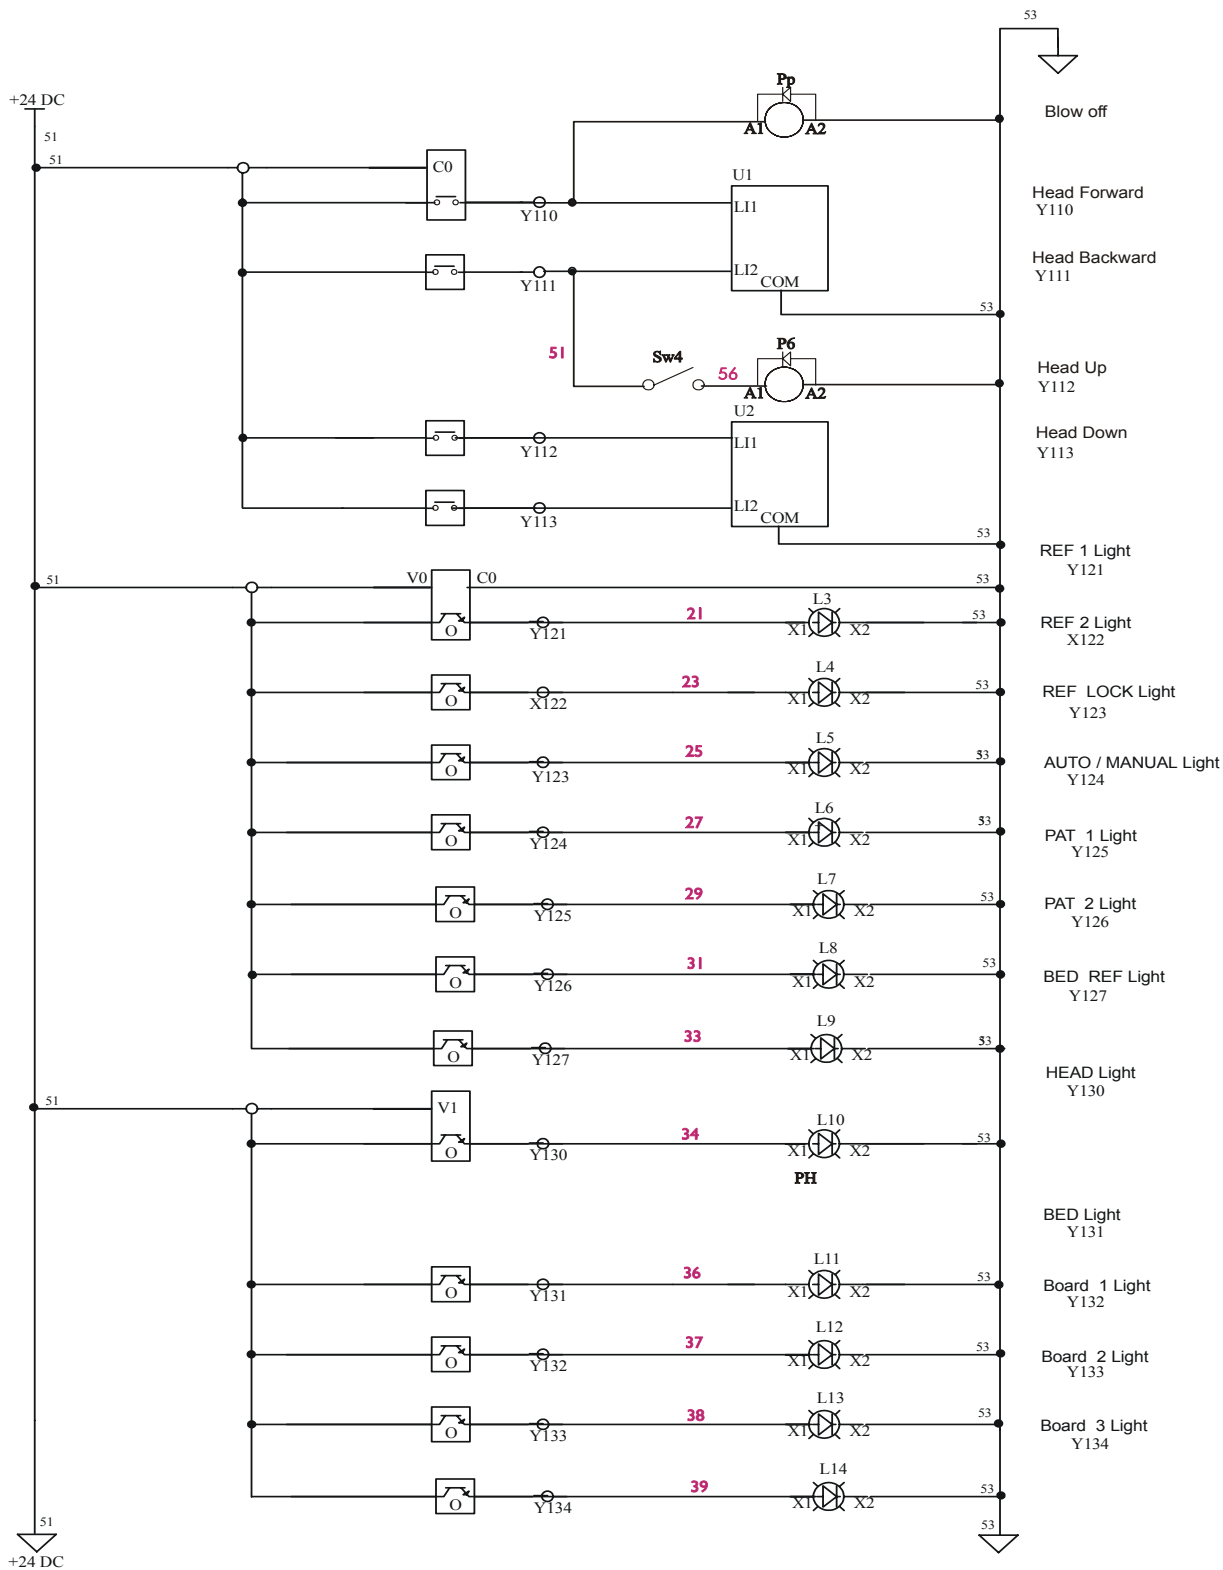 53
+24 DC
Pp
Blow off
A1 A2
51
51
C0
U1
Head Forward
Y110
LI1
Y110
Head Backward
Y111
LI2
Y111
COM
53
51
Sw4
P6
56
A1 A2
Head Up
Y112
U2
Head Down
Y113
LI1
Y112
LI2
Y113
COM
53
REF 1 Light
Y121
51
V0
C0
53
L3
21
53
O
Y121
X1 X2
REF 2 Light
X122
L4
23
53
O
X122
X1 X2
REF LOCK Light
Y123
L5
25
53
O
Y123
X1 X2
AUTO / MANUAL Light
Y124
L6
27
53
O
Y124
X1 X2
PAT 1 Light
Y125
L7
29
53
O
Y125
X1 X2
PAT 2 Light
Y126
L8
31
53
O
Y126
X1 X2
BED REF Light
Y127
L9
33
53
O
Y127
X1 X2
HEAD Light
Y130
51
V1
L10
34
53
O
Y130
X1 X2
PH
BED Light
Y131
L11
36
53
O
Y131
X1 X2
Board 1 Light
Y132
L12
37
53
O
Y132
X1 X2
Board 2 Light
Y133
L13
38
53
O
Y133
X1 X2
Board 3 Light
Y134
L14
39
53
O
Y134
X1 X2
51
53
+24 DC